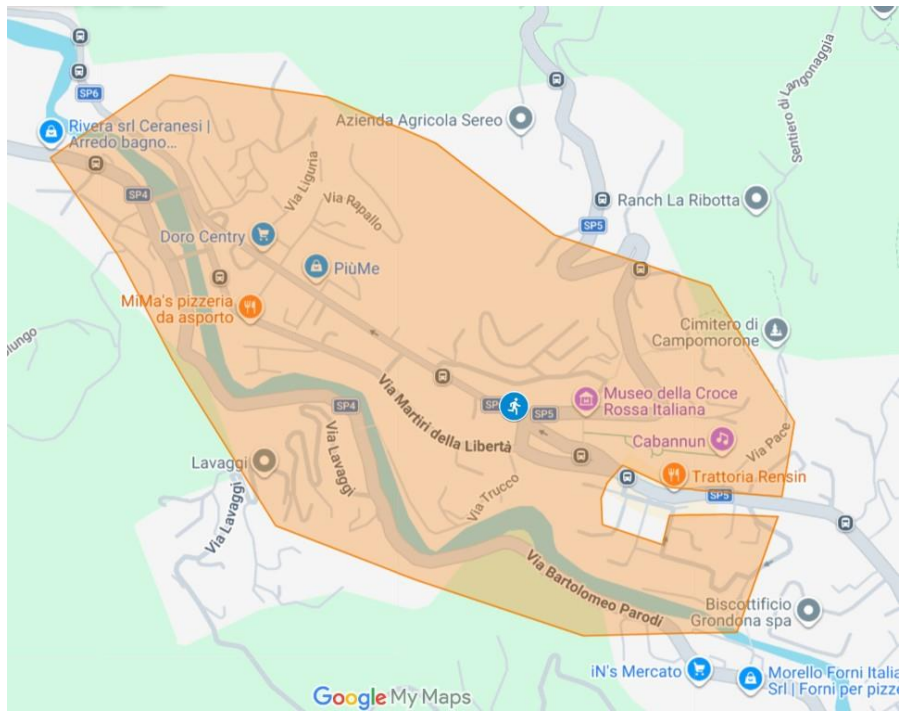 SP6
Rivera srl Ceranesi |
Arredo bagno...
SP4
Azienda Agricola Sereo
Sentiero di Langonaggia
Via Liguria
Via Rapallo
Ranch La Ribotta
SP5
Doro Centry
PiùMe
MiMa's pizzeria
da asporto
Cimitero di
Campomorone
Via Martiri della Libertà
SP4
SP5
Museo della Croce
Rossa Italiana
Cabannun
Via Pace
Lavaggi
Via Lavaggi
Via Lavaggi
Trattoria Rensin
SP5
Via Trucco
Via Bartolomeo Parodi
Biscottificio
Grondona spa
iN's Mercato
Morello Forni Italia
Srl | Forni per pizze
Google My Maps